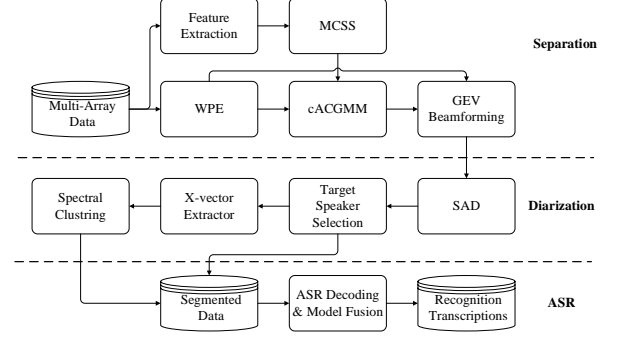 Feature
Extraction
MCSS
Separation
Multi-Array
Data
WPE
cACGMM
GEV
Beamforming
Spectral
Clustring
X-vector
Extractor
Target
Speaker
Selection
SAD
Diarization
Segmented
Data
ASR Decoding
& Model Fusion
Recognition
Transcriptions
ASR